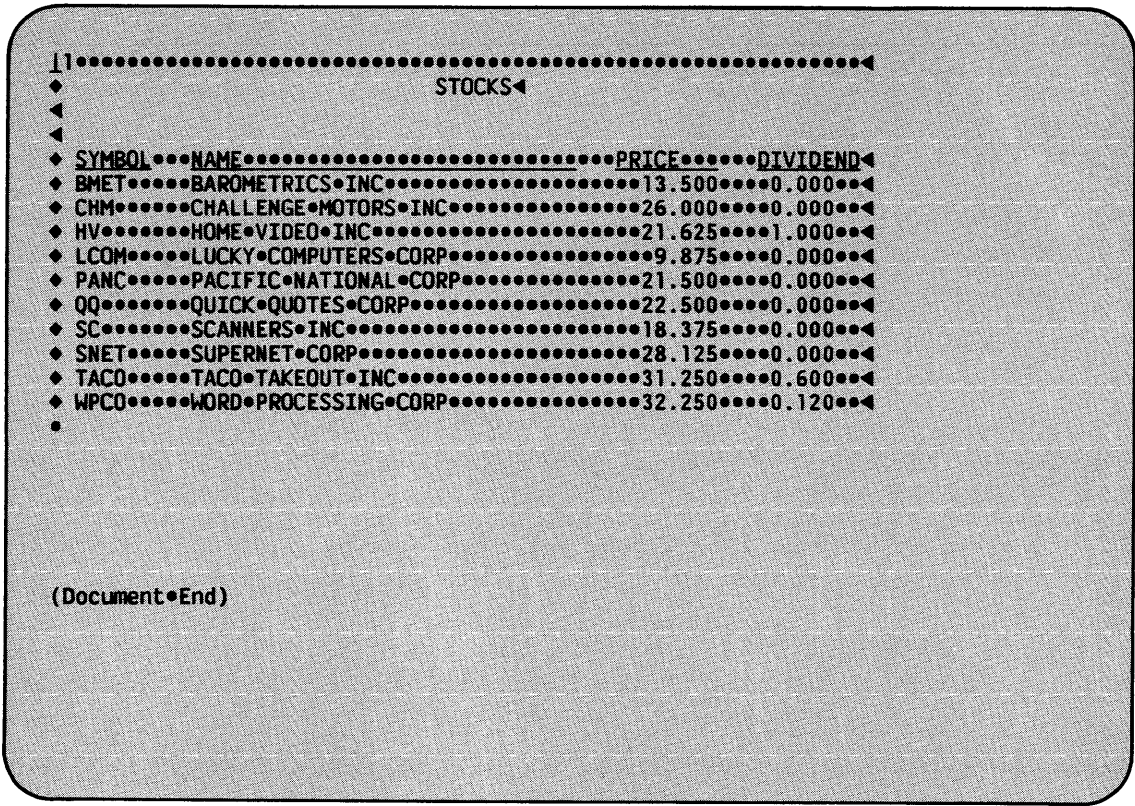 1
STOCKS
SYMBOL NAME PRICE DIVIDEND
BMET BAROMETRICS INC 13.500 0.000
CHM CHALLENGE MOTORS INC 26.000 0.000
HV HOME VIDEO INC 21.625 1.000
LCOM LUCKY COMPUTERS CORP 9.875 0.000
PANC PACIFIC NATIONAL CORP 21.500 0.000
QQ QUICK QUOTES CORP 22.500 0.000
SC SCANNERS INC 18.375 0.000
SNET SUPERNET CORP 28.125 0.000
TACO TACO TAKEOUT INC 31.250 0.600
WPCO WORD PROCESSING CORP 32.250 0.120
(Document End)